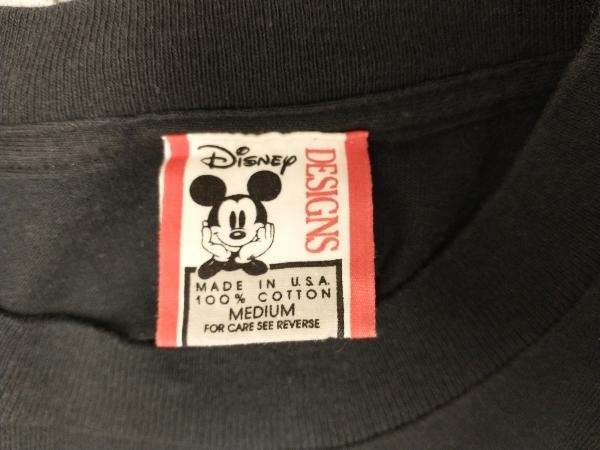 Disney
DESIGNS
MADE IN U.S.A.
100% COTTON
MEDIUM
FOR CARE SEE REVERSE